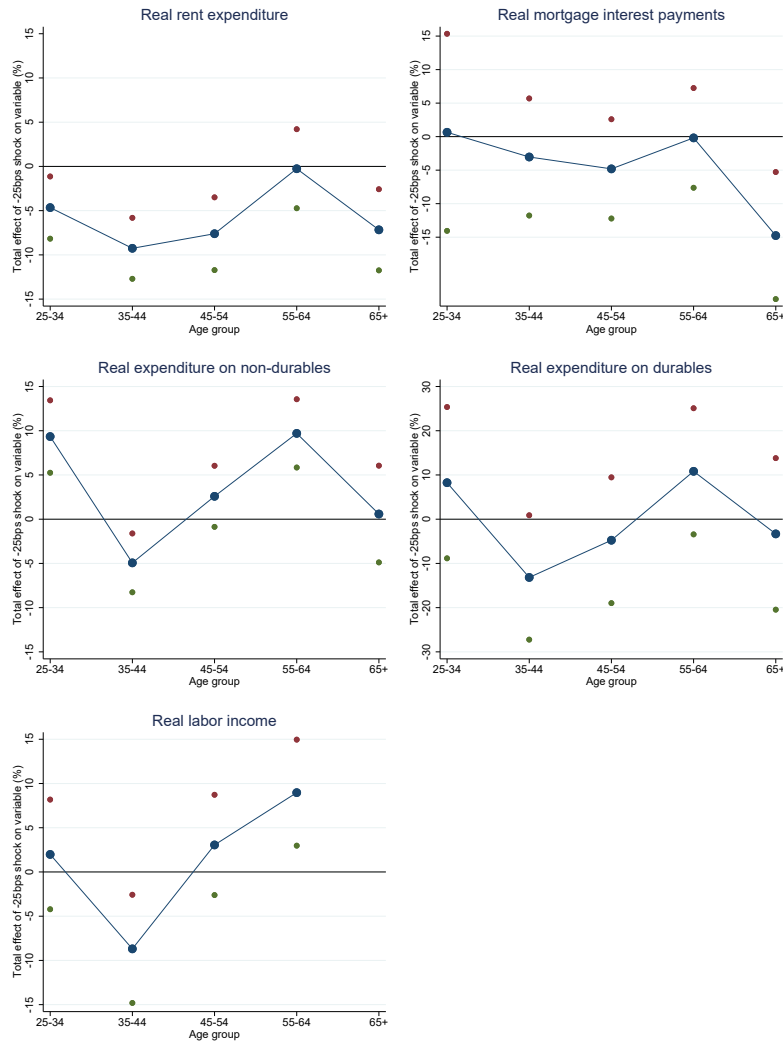 Real rent expenditure
Total effect of -25bps shock on variable (%)
15
10
5
0
-5
-10
-15
25-34 35-44 45-54 55-64 65+
Age group
Real mortgage interest payments
Total effect of -25bps shock on variable (%)
15
10
5
0
-5
-10
-15
25-34 35-44 45-54 55-64 65+
Age group
Real expenditure on non-durables
Total effect of -25bps shock on variable (%)
15
10
5
0
-5
-10
-15
25-34 35-44 45-54 55-64 65+
Age group
Real expenditure on durables
Total effect of -25bps shock on variable (%)
30
20
10
0
-10
-20
-30
25-34 35-44 45-54 55-64 65+
Age group
Real labor income
Total effect of -25bps shock on variable (%)
15
10
5
0
-5
-10
-15
25-34 35-44 45-54 55-64 65+
Age group